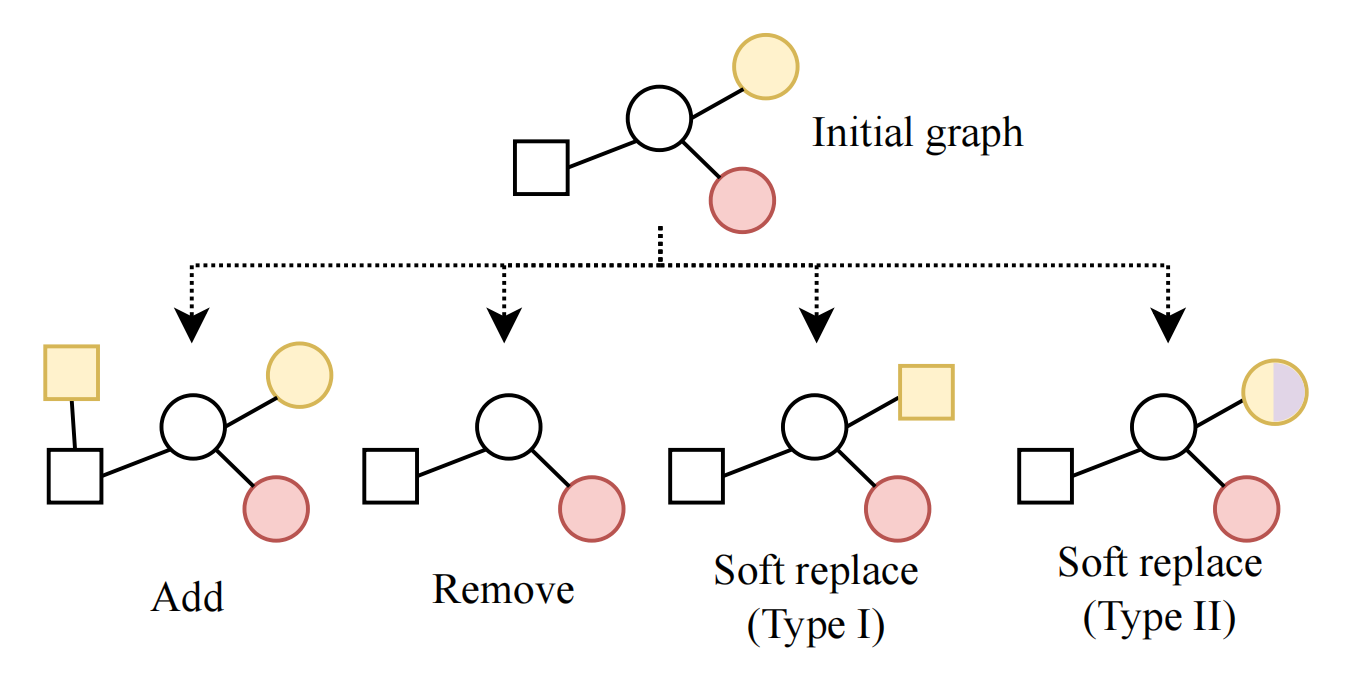 Initial graph
Add
Remove
Soft replace
(Type I)
Soft replace
(Type II)